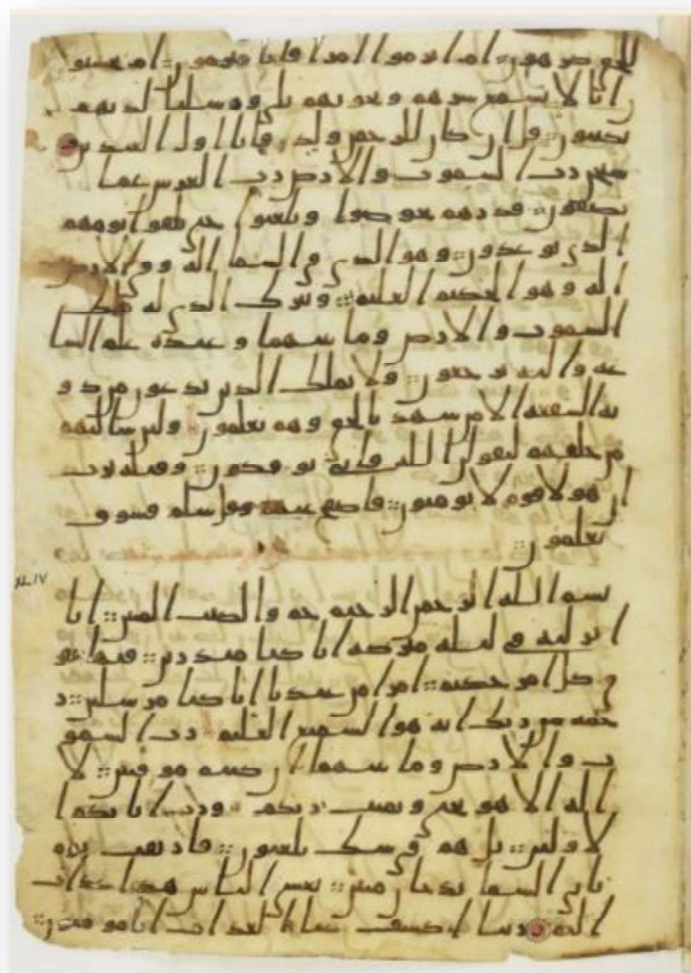 للحق كرهون ام ابرموا امرا فانا مبرمون ام يحسبو
ن انا لا نسمع سرهم ونجويهم بلى ورسلنا لديهم
يكتبون قل ان كان للرحمن ولد فانا اول العبدين
سبحن رب السموت والارض رب العرش عما
يصفون فذرهم يخوضوا ويلعبوا حتى يلقوا يومهم
الذي يوعدون وهو الذي في السما اله وفي الارض
اله وهو الحكيم العليم وتبرك الذي له ملك
السموت والارض وما بينهما وعنده علم السا
عة واليه ترجعون ولا يملك الذين يدعون من دو
نه الشفعة الا من شهد بالحق وهم يعلمون ولين سالتهم
من خلقهم ليقولن الله فانى يوفكون وقيله يرب
ان هولا قوم لا يومنون فاصفح عنهم وقل سلم فسوف
تعلمون
XLIV
بسم الله الرحمن الرحيم حم والكتب المبين انا
انزلنه في ليلة مبركة انا كنا منذرين فيها يفر
ق كل امر حكيم امرا من عندنا انا كنا مرسلين ر
حمة من ربك انه هو السميع العليم رب السمو
ت والارض وما بينهما ان كنتم موقنين لا
اله الا هو يحي ويميت ربكم ورب ابايكم ا
لاولين بل هم في شك يلعبون فارتقب يوم
تاتي السما بدخان مبين يغشى الناس هذا عذاب
اليم ربنا اكشف عنا العذاب انا مومنون